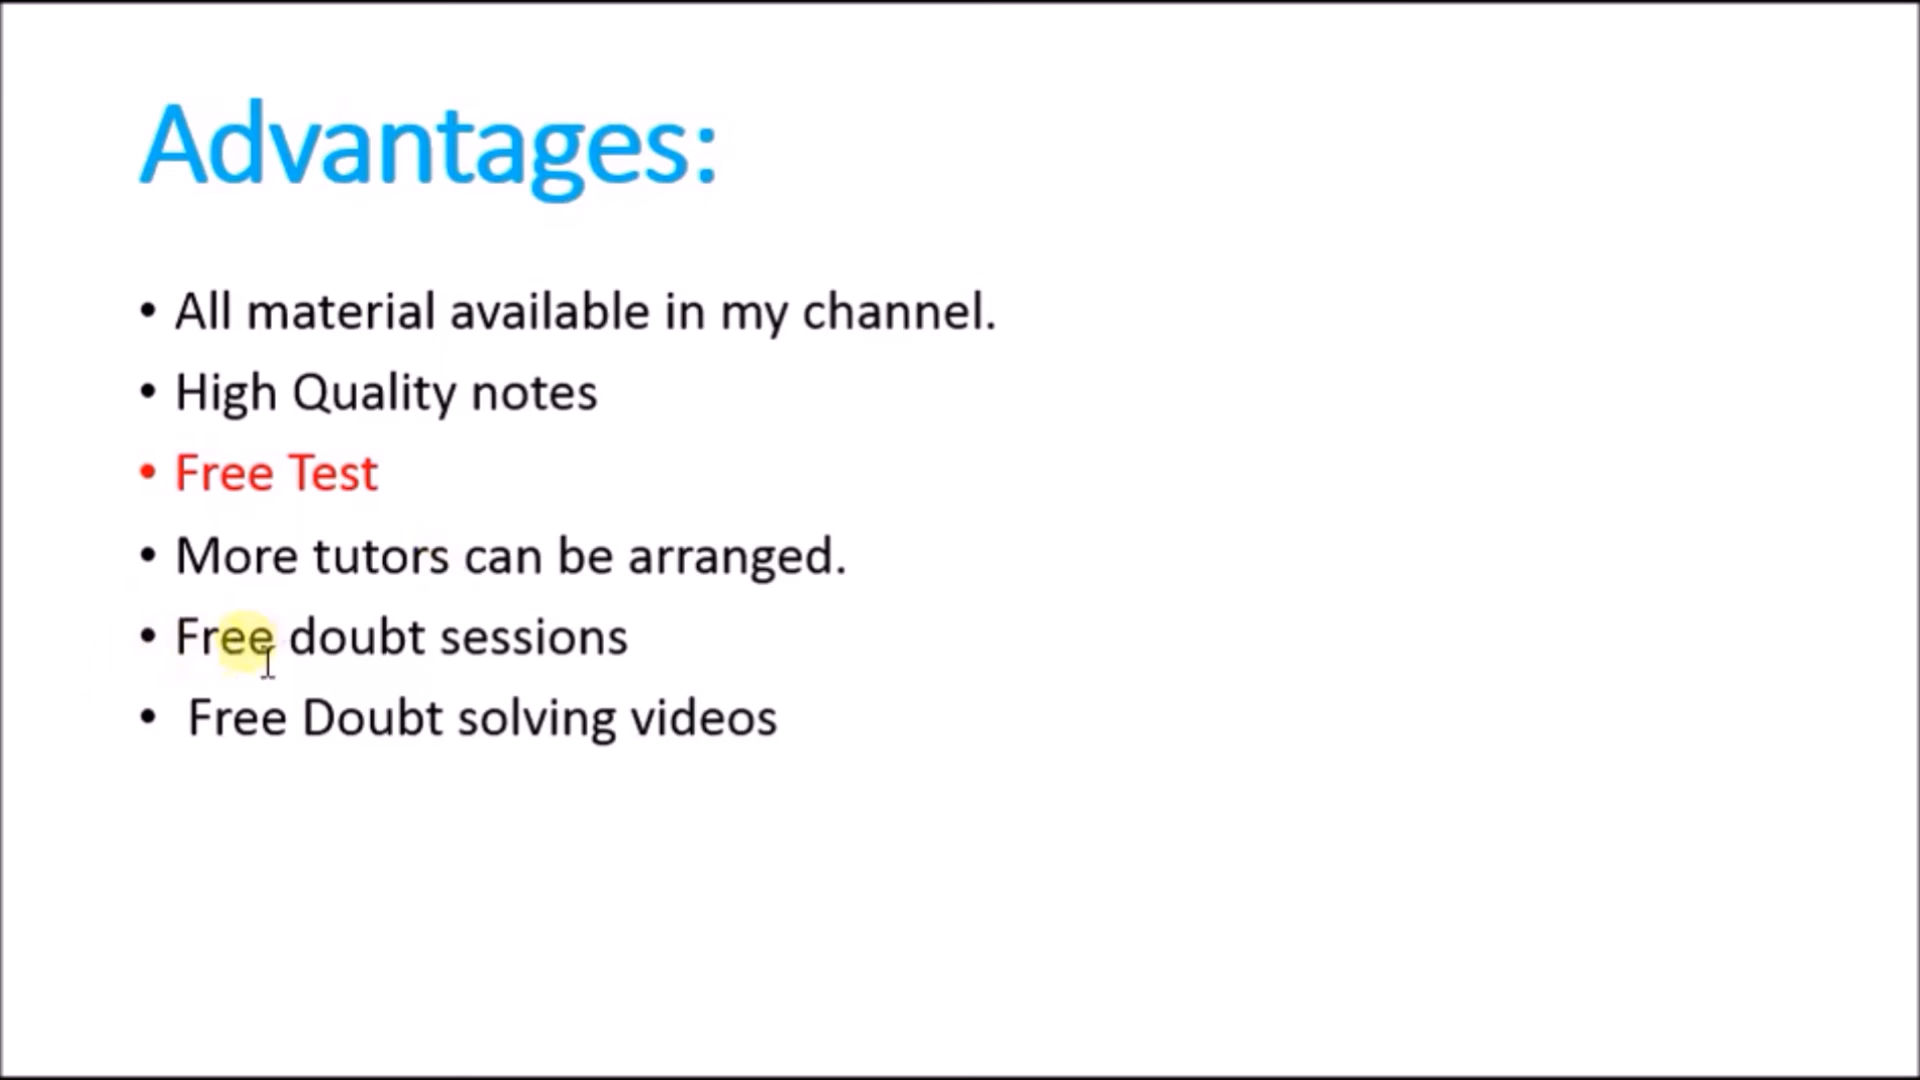 Advantages:
• All material available in my channel.
• High Quality notes
• Free Test
• More tutors can be arranged.
• Free doubt sessions
• Free Doubt solving videos